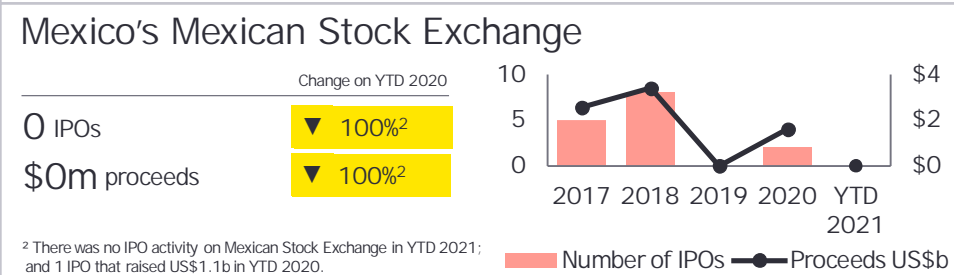 Mexico's Mexican Stock Exchange
Change on YTD 2020
0 IPOs
▼ 100%²
$0m proceeds
▼ 100%²
² There was no IPO activity on Mexican Stock Exchange in YTD 2021;
and 1 IPO that raised US$1.1b in YTD 2020.
10
5
0
$4
$2
$0
2017 2018 2019 2020 YTD
2021
Number of IPOs Proceeds US$b